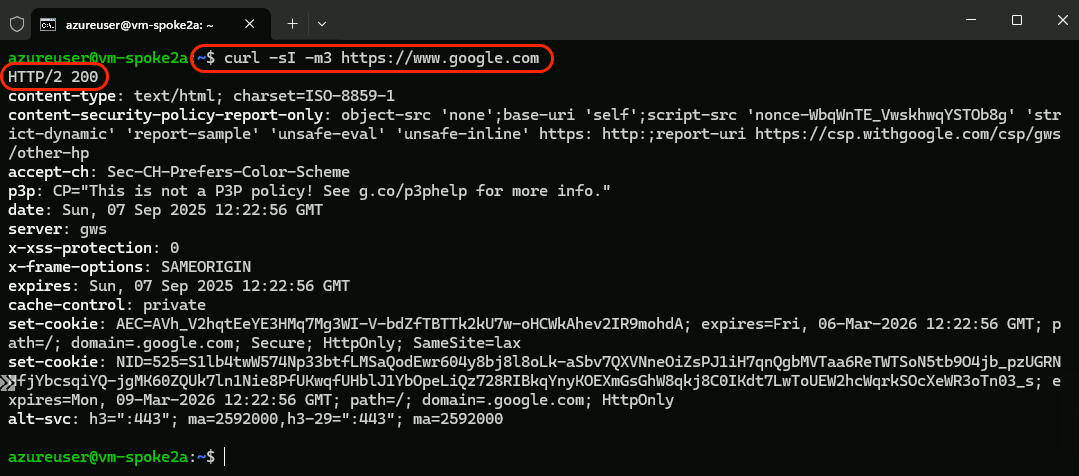 azureuser@vm-spoke2a: ~
azureuser@vm-spoke2a:~$ curl -sI -m3 https://www.google.com
HTTP/2 200
content-type: text/html; charset=ISO-8859-1
content-security-policy-report-only: object-src 'none';base-uri 'self';script-src 'nonce-WbqWnTE_VwskhwqYSTOb8g' 'str
ict-dynamic' 'report-sample' 'unsafe-eval' 'unsafe-inline' https: http:;report-uri https://csp.withgoogle.com/csp/gws
/other-hp
accept-ch: Sec-CH-Prefers-Color-Scheme
p3p: CP="This is not a P3P policy! See g.co/p3phelp for more info."
date: Sun, 07 Sep 2025 12:22:56 GMT
server: gws
x-xss-protection: 0
x-frame-options: SAMEORIGIN
expires: Sun, 07 Sep 2025 12:22:56 GMT
cache-control: private
set-cookie: AEC=AVh_V2hqtEeYE3HMq7Mg3WI-V-bdZfTBTTk2kU7w-oHCWkAhev2IR9mohdA; expires=Fri, 06-Mar-2026 12:22:56 GMT; p
ath=/; domain=.google.com; Secure; HttpOnly; SameSite=lax
set-cookie: NID=525=S1lb4twW574Np33btfLMSaQodEwr604y8bj8l8oLk-aSbv7QXVNneOiZsPJ1iH7qnQgbMVTaa6ReTWTSoN5tb9O4jb_pzUGRN
fjYbcsqiYQ-jgMK60ZQUk7ln1Nie8PfUKwqfUHblJ1YbOpeLiQz728RIBkqYnyKOEXmGsGhW8qkj8C0IKdt7LwToUEW2hcWqrkSOcXeWR3oTn03_s; e
xpires=Mon, 09-Mar-2026 12:22:56 GMT; path=/; domain=.google.com; HttpOnly
alt-svc: h3=":443"; ma=2592000,h3-29=":443"; ma=2592000
azureuser@vm-spoke2a:~$